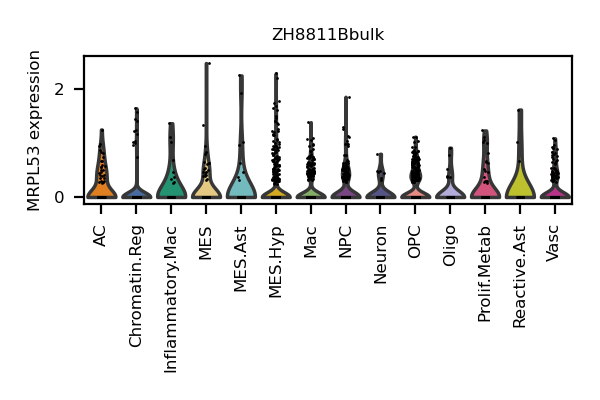 ZH8811Bbulk
MRPL53 expression
2
0
AC
Chromatin.Reg
Inflammatory.Mac
MES
MES.Ast
MES.Hyp
Mac
NPC
Neuron
OPC
Oligo
Prolif.Metab
Reactive.Ast
Vasc